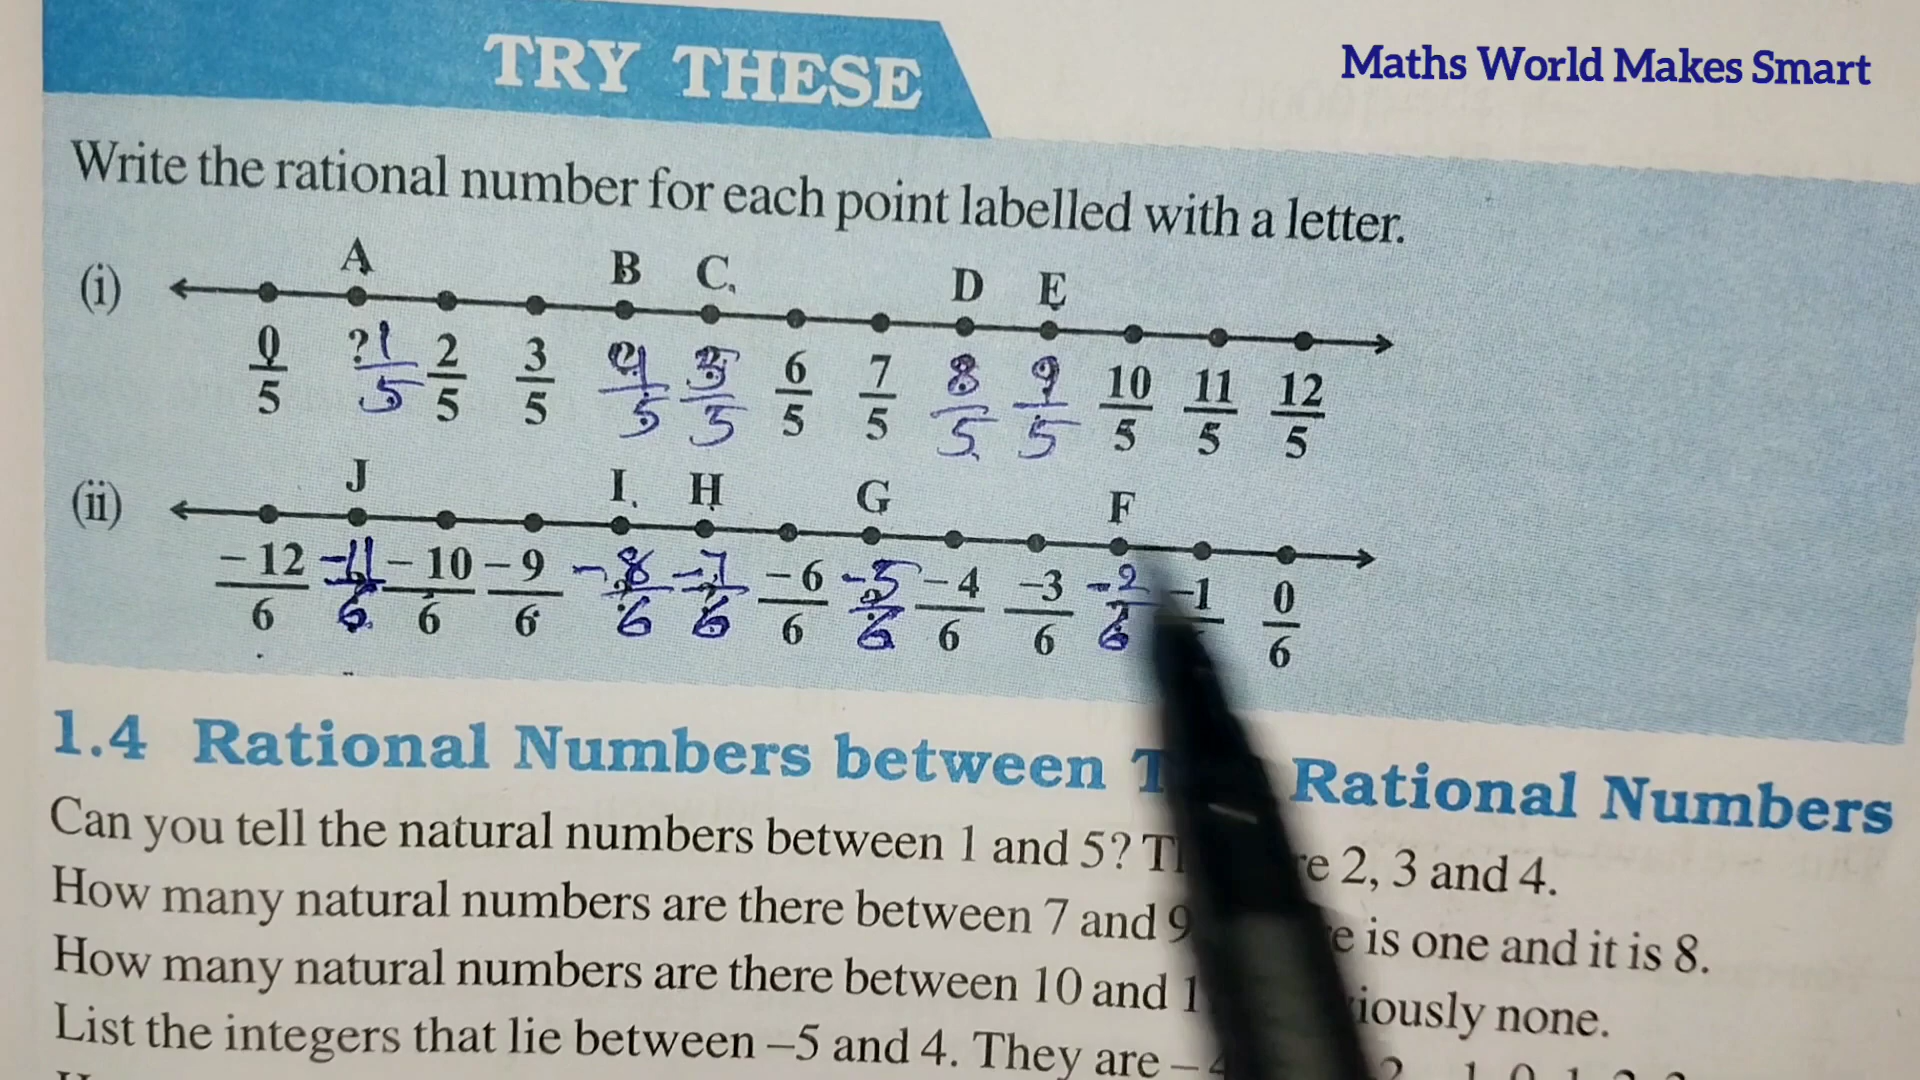 TRY THESE
Maths World Makes Smart
Write the rational number for each point labelled with a letter.
A B C D E
(i)
0/5 ? 1/5 2/5 3/5 4/5 5/5 6/5 7/5 8/5 9/5 10/5 11/5 12/5
J I H G F
(ii)
-12/6 -11/6 -10/6 -9/6 -8/6 -7/6 -6/6 -5/6 -4/6 -3/6 -2/6 -1 0/6
1.4 Rational Numbers between Rational Numbers
Can you tell the natural numbers between 1 and 5? 2, 3 and 4.
How many natural numbers are there between 7 and 9 is one and it is 8.
How many natural numbers are there between 10 and none.
List the integers that lie between –5 and 4. They are